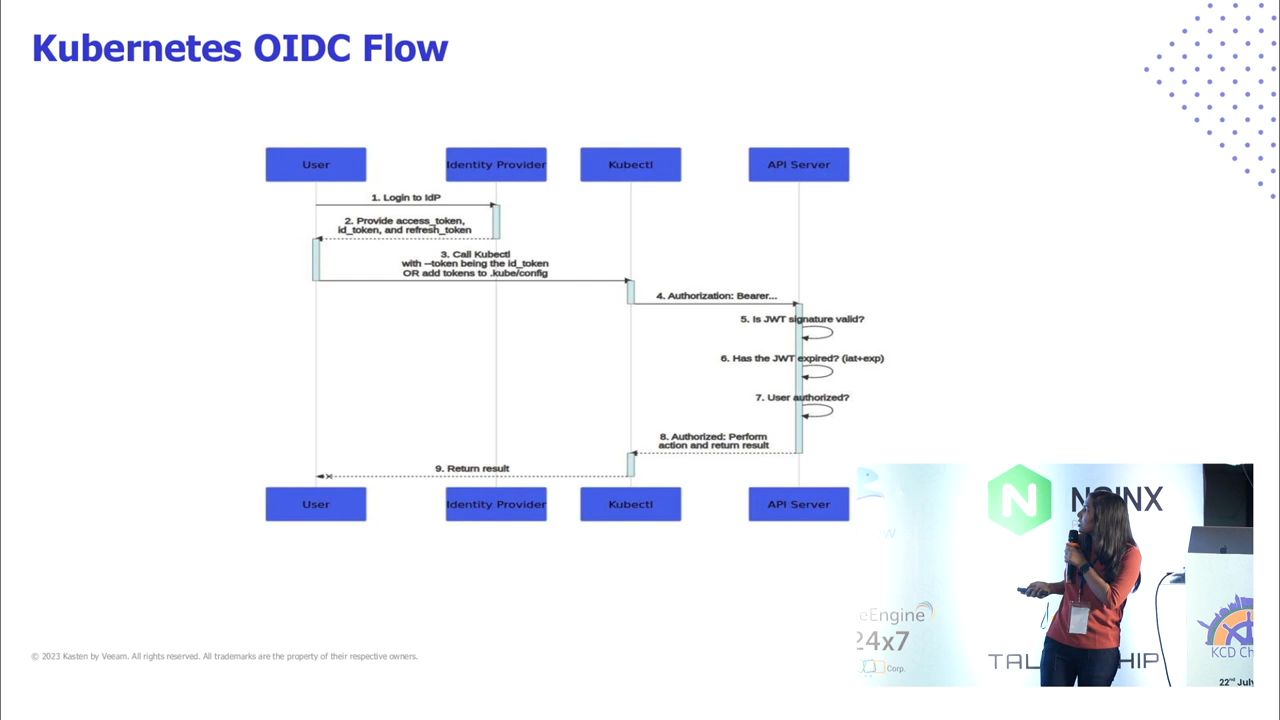 Kubernetes OIDC Flow
User
Identity Provider
Kubectl
API Server
1. Login to IdP
2. Provide access_token,
id_token, and refresh_token
3. Call Kubectl
with --token being the id_token
OR add tokens to .kube/config
4. Authorization: Bearer...
5. Is JWT signature valid?
6. Has the JWT expired? (iat+exp)
7. User authorized?
8. Authorized: Perform
action and return result
9. Return result
User
Identity Provider
Kubectl
API Server
N
eEngine
24x7
Corp.
KCD Ch
22nd July
© 2023 Kasten by Veeam. All rights reserved. All trademarks are the property of their respective owners.